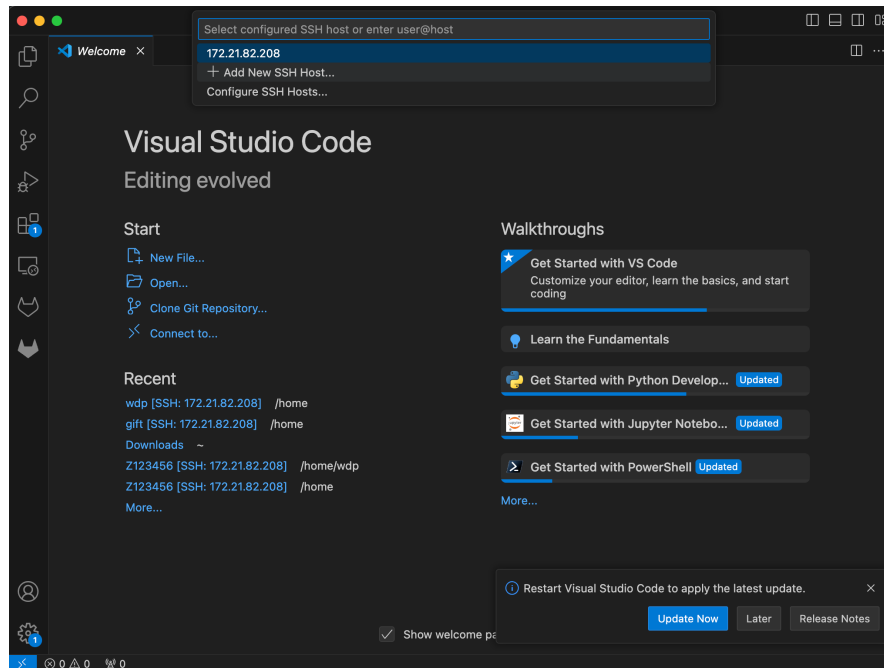 Select configured SSH host or enter user@host
172.21.82.208
Add New SSH Host...
Configure SSH Hosts...
Welcome
Visual Studio Code
Editing evolved
Start
New File...
Open...
Clone Git Repository...
Connect to...
Recent
wdp [SSH: 172.21.82.208] /home
gift [SSH: 172.21.82.208] /home
Downloads ~
Z123456 [SSH: 172.21.82.208] /home/wdp
Z123456 [SSH: 172.21.82.208] /home
More...
Walkthroughs
Get Started with VS Code
Customize your editor, learn the basics, and start
coding
Learn the Fundamentals
Get Started with Python Develop... Updated
Get Started with Jupyter Notebo... Updated
Get Started with PowerShell Updated
More...
1
1
Restart Visual Studio Code to apply the latest update.
Update Now Later Release Notes
Show welcome pa
0 0 0